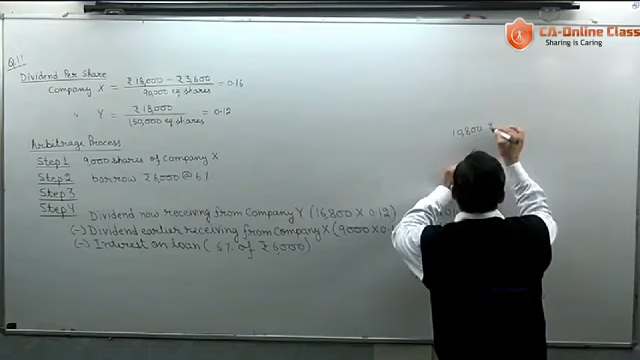 CA-Online Class
Sharing is Caring
Q.11
Dividend Per Share
Company X = ₹18,000 - ₹3,600 / 90,000 eq shares = 0.16
" Y = ₹18,000 / 150,000 eq shares = 0.12
10,800
Arbitrage Process
Step 1 9000 shares of Company X
Step 2 borrow ₹6,000 @ 6%
Step 3
Step 4
Dividend now receiving from Company Y (16,800 × 0.12)
(-) Dividend earlier receiving from Company X (9000 × 0.
(-) Interest on loan (6% of ₹6000)